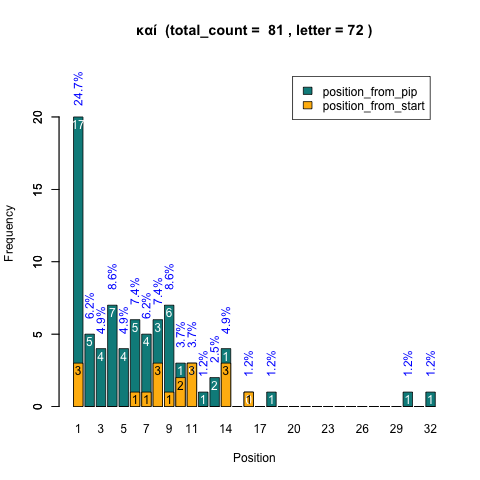 καί (total_count = 81 , letter = 72 )
position_from_pip
position_from_start
24.7% 6.2% 4.9% 8.6% 4.9% 7.4% 6.2% 7.4% 8.6% 3.7% 3.7% 1.2% 2.5% 4.9% 1.2% 1.2% 1.2% 1.2%
17 5 4 7 4 5 4 3 6 1 1 2 1 1 1 1
3 1 1 3 1 2 3 3 1
Frequency
20
15
10
5
0
1 3 5 7 9 11 14 17 20 23 26 29 32
Position